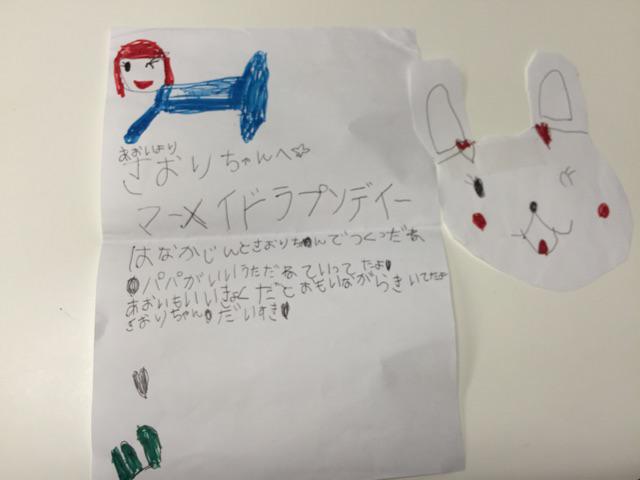 あおいより
さおりちゃんへ☆
マーメイドラプソディー
はなかじんとさおりちゃんでつくっだね
パパがいいうただねていってたよ
あおいもいいきょくだとおもいながらきいてたよ
さおりちゃんだいすき